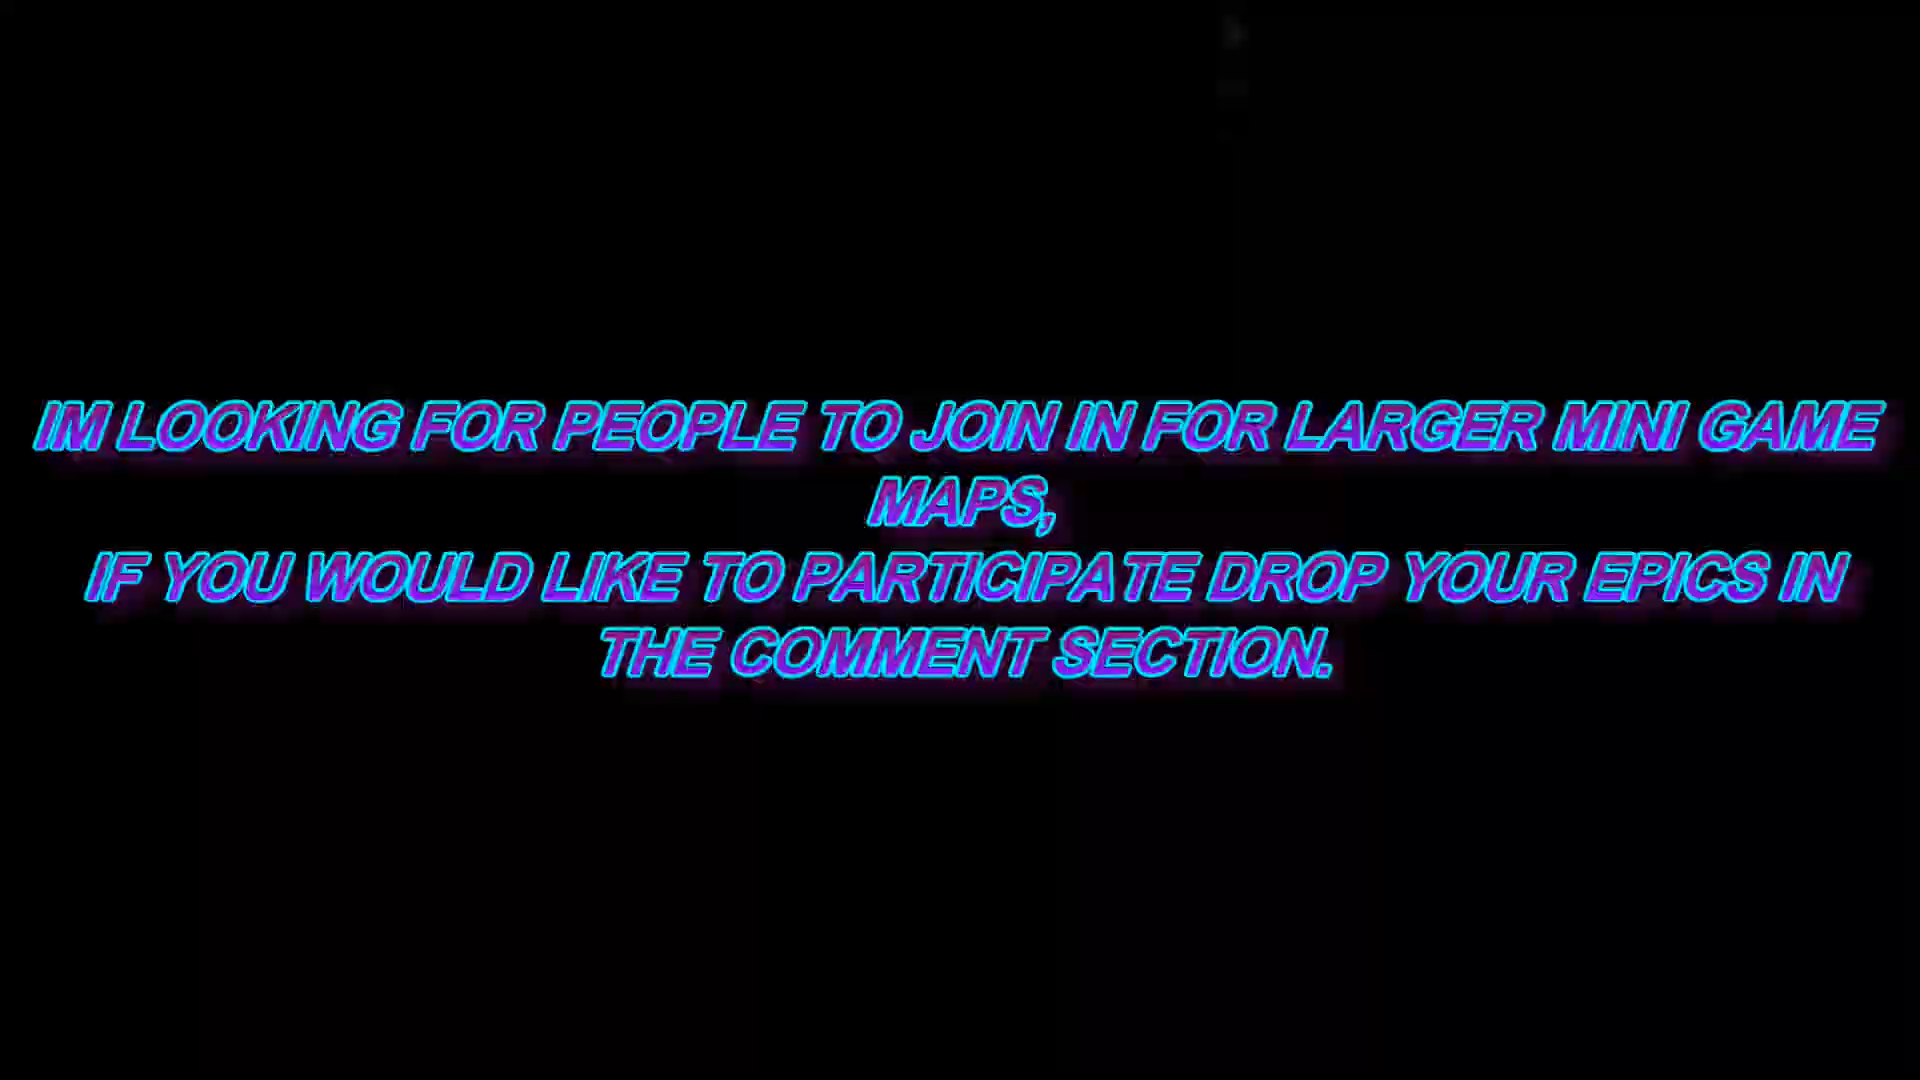 IM LOOKING FOR PEOPLE TO JOIN IN FOR LARGER MINI GAME
MAPS,
IF YOU WOULD LIKE TO PARTICIPATE DROP YOUR EPICS IN
THE COMMENT SECTION.